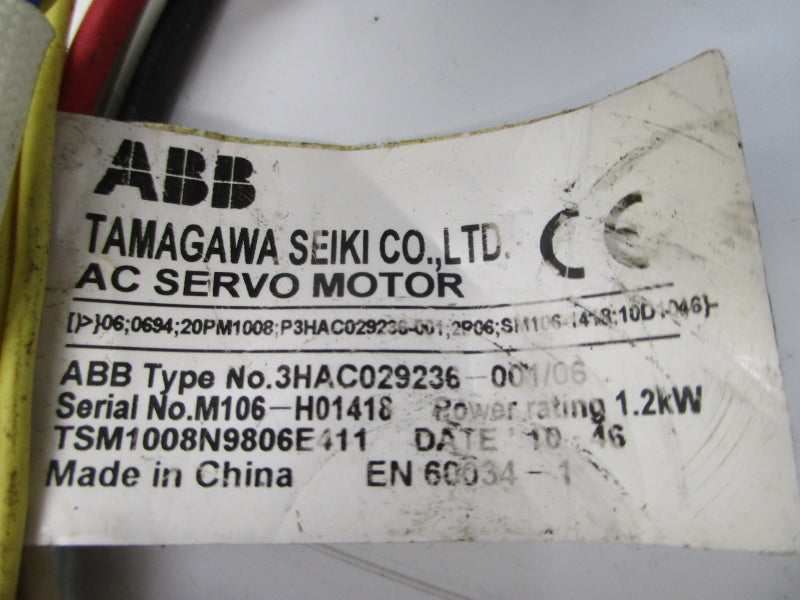 ABB
TAMAGAWA SEIKI CO.,LTD. CE
AC SERVO MOTOR
[)>}06;0694;20PM1008;P3HAC029236-001;2P06;SM106-1418;10D1046}-
ABB Type No.3HAC029236-001/06
Serial No.M106-H01418 Power rating 1.2kW
TSM1008N9806E411 DATE '10-46
Made in China EN 60034-1